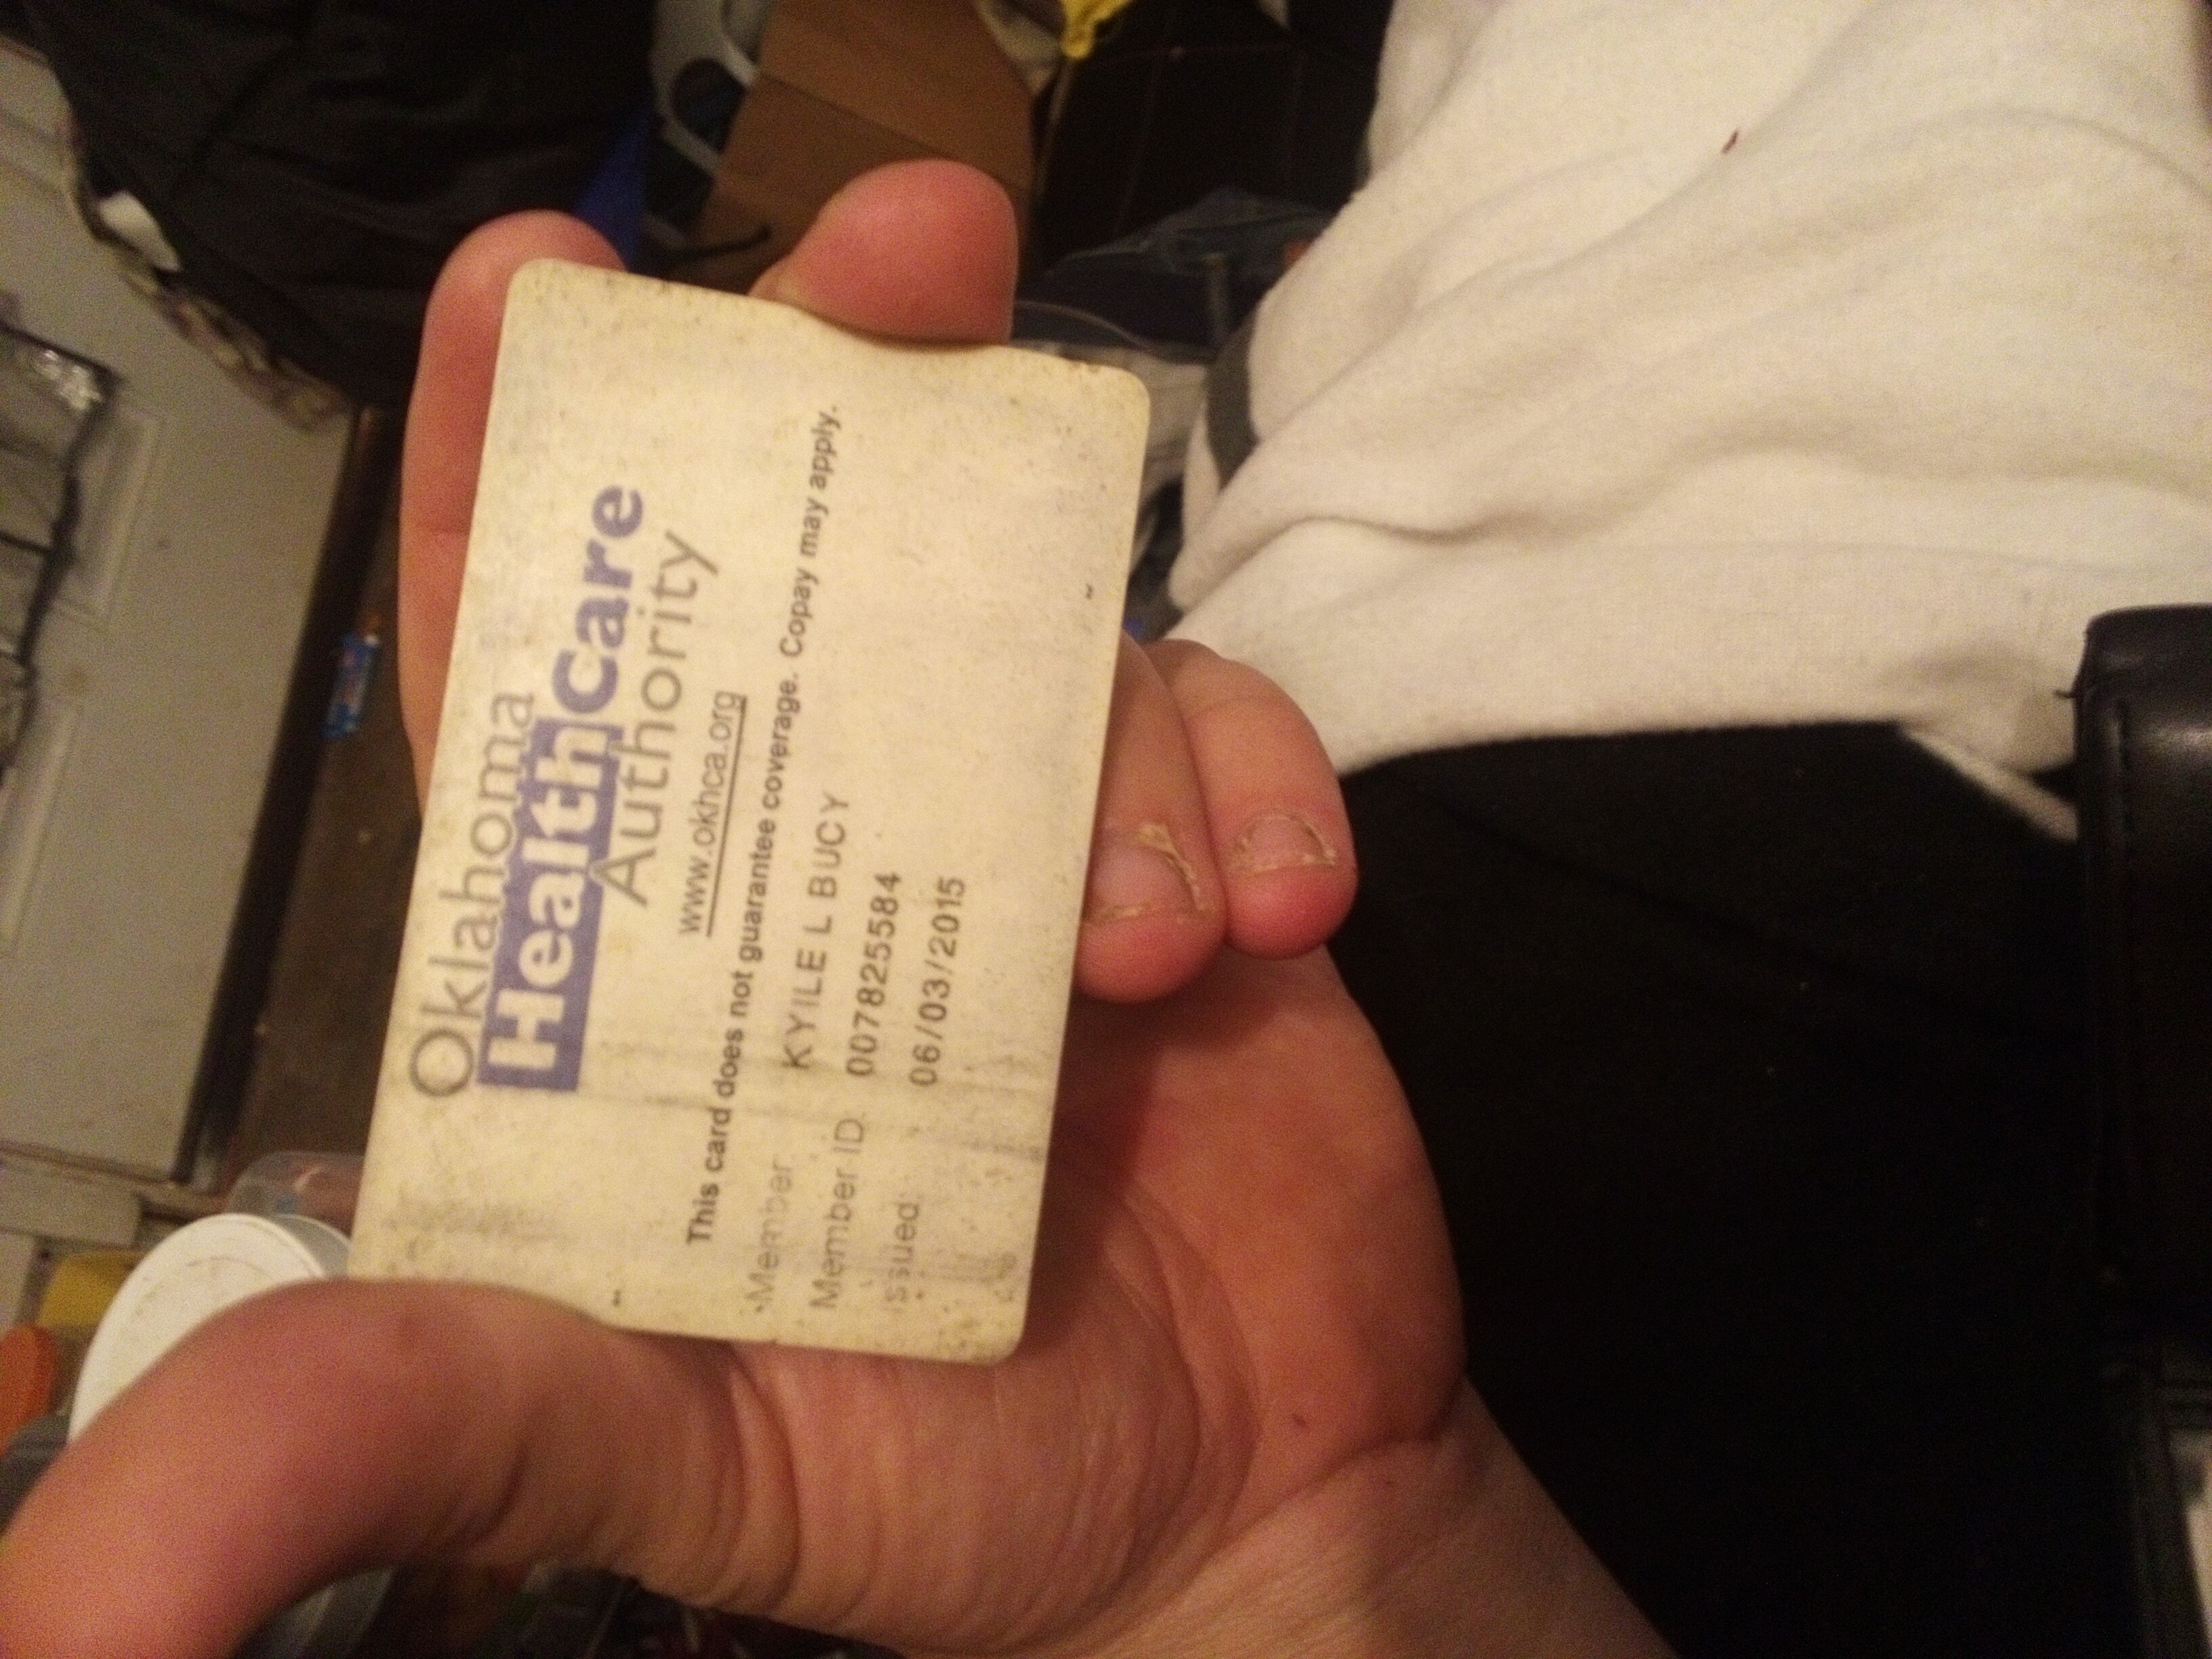 Oklahoma
HealthCare
Authority
www.okhca.org
This card does not guarantee coverage. Copay may apply.
Member: KYILE L BUCY
Member ID: 007825584
Issued: 06/03/2015